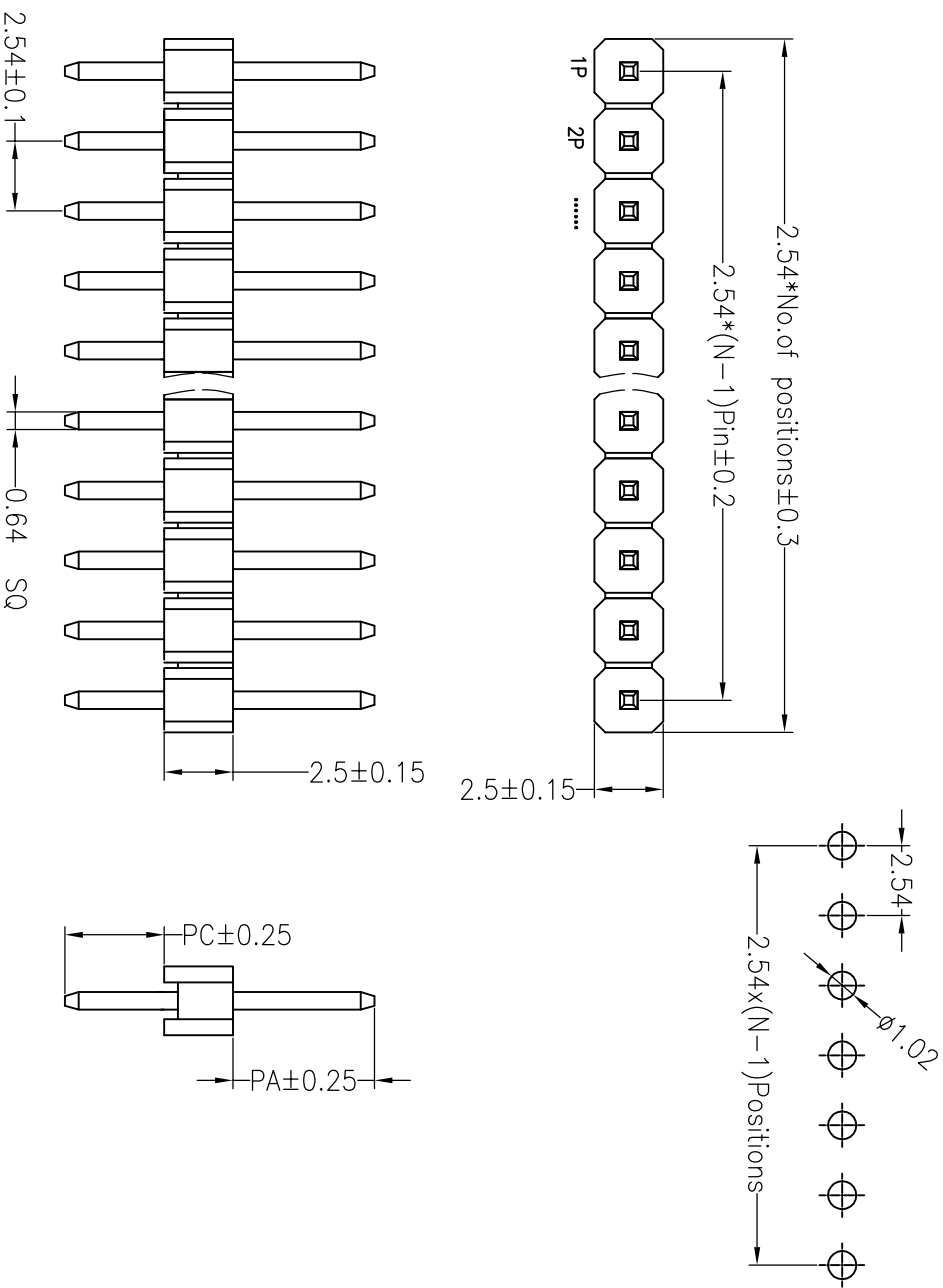 2.54*No.of positions±0.3
2.54*(N-1)Pin±0.2
1P
2P
......
2.5±0.15
2.54±0.1
0.64 SQ
2.5±0.15
2.54
ø1.02
2.54x(N-1)Positions
PC±0.25
PA±0.25